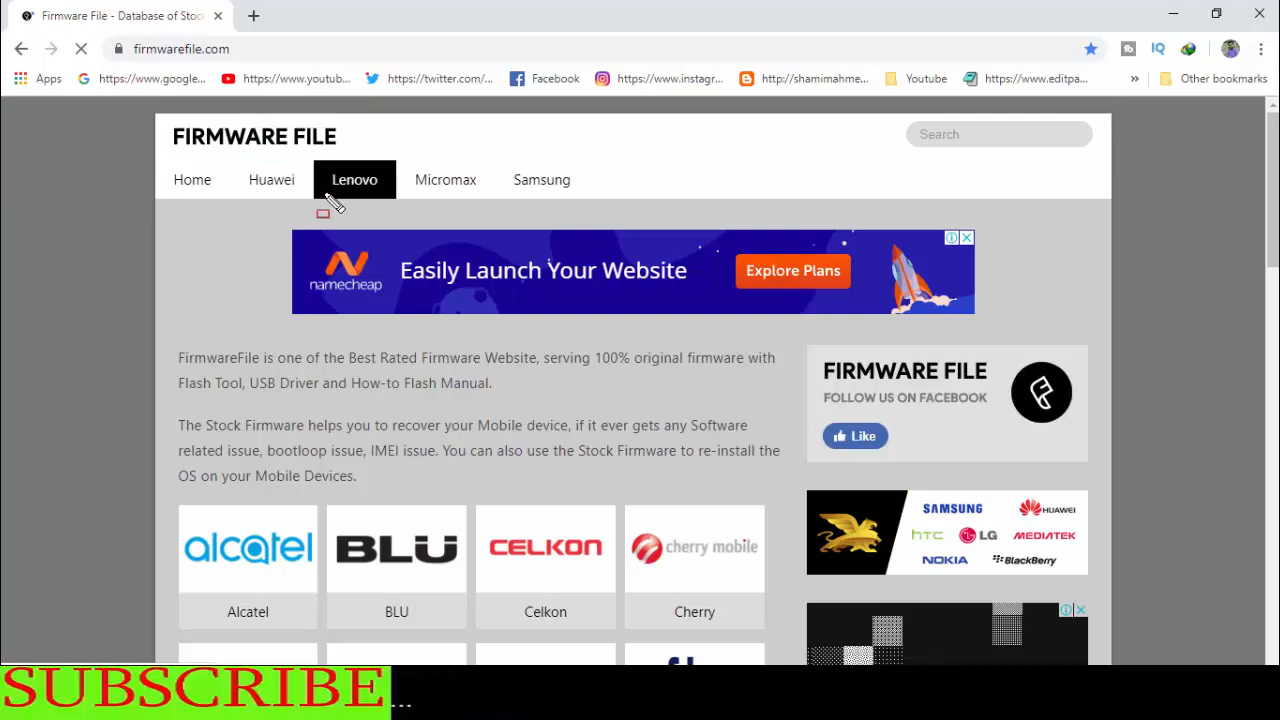 Firmware File - Database of Stoc
firmwarefile.com
Apps
https://www.google...
https://www.youtub...
https://twitter.com/...
Facebook
https://www.instagr...
http://shamimahme...
Youtube
https://www.editpa...
»
Other bookmarks
FIRMWARE FILE
Search
Home
Huawei
Lenovo
Micromax
Samsung
namecheap
Easily Launch Your Website
Explore Plans
FirmwareFile is one of the Best Rated Firmware Website, serving 100% original firmware with
Flash Tool, USB Driver and How-to Flash Manual.
The Stock Firmware helps you to recover your Mobile device, if it ever gets any Software
related issue, bootloop issue, IMEI issue. You can also use the Stock Firmware to re-install the
OS on your Mobile Devices.
FIRMWARE FILE
FOLLOW US ON FACEBOOK
Like
SAMSUNG
HUAWEI
hTC
LG
MEDIATEK
NOKIA
BlackBerry
alcatel
BLU
CELKON
cherry mobile
Alcatel
BLU
Celkon
Cherry
SUBSCRIBE
...